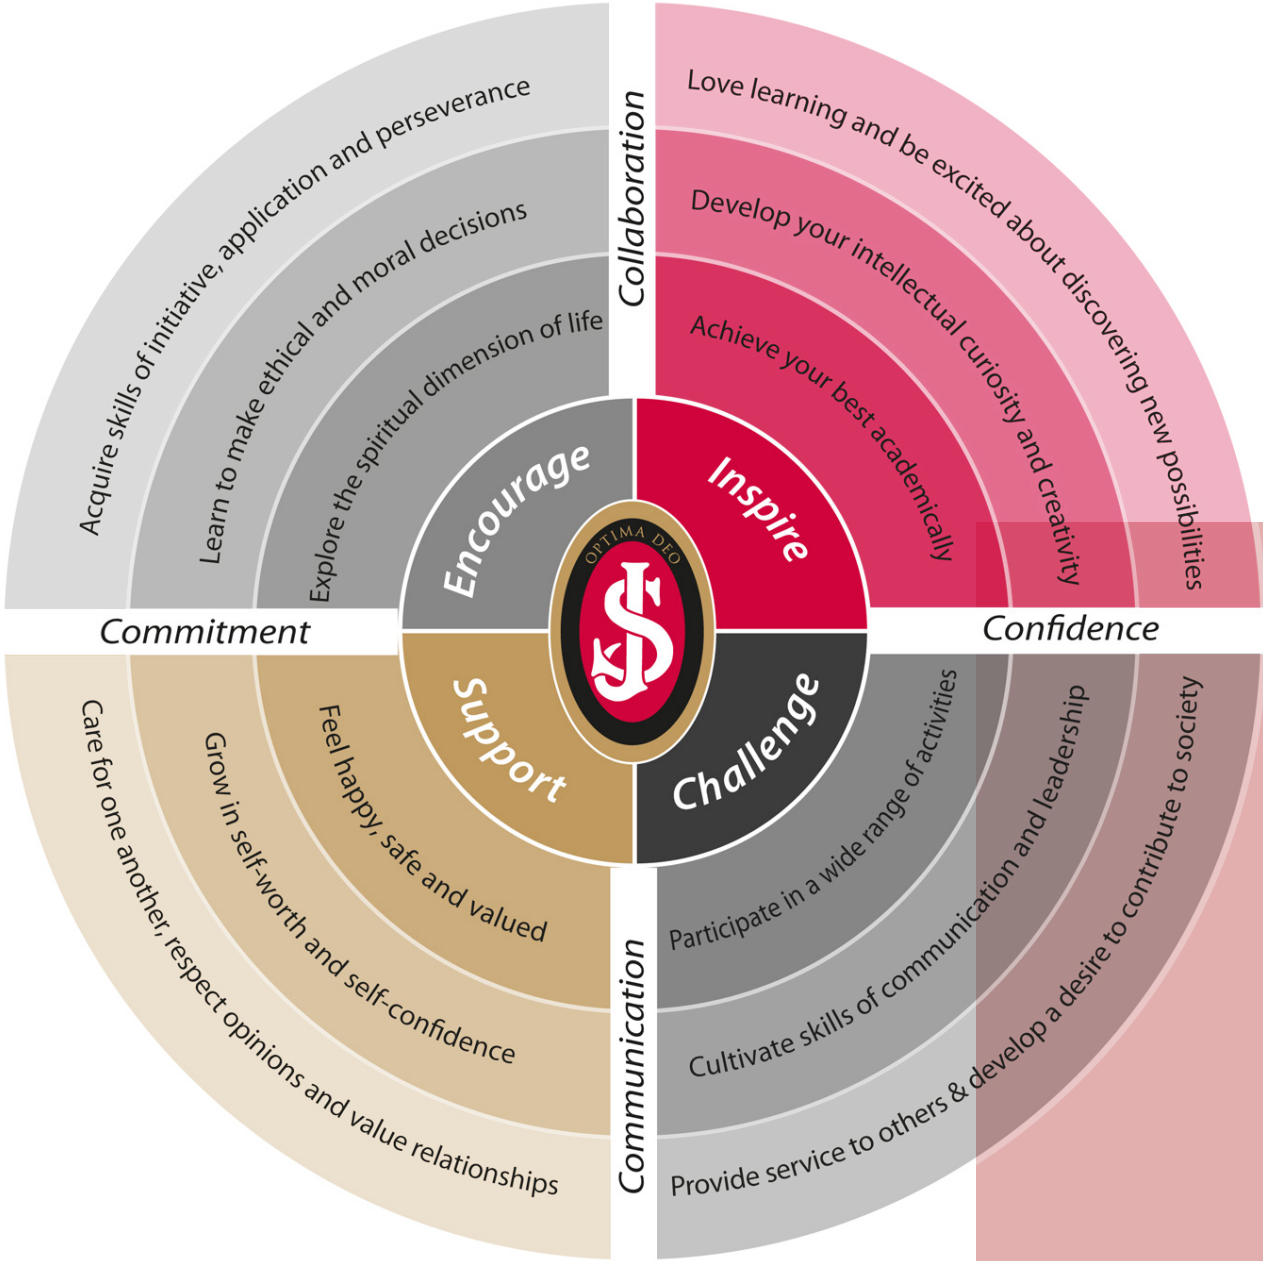 Collaboration
Acquire skills of initiative, application and perseverance
Learn to make ethical and moral decisions
Explore the spiritual dimension of life
Encourage
Love learning and be excited about discovering new possibilities
Develop your intellectual curiosity and creativity
Achieve your best academically
Inspire
OPTIMA DEO
JS
Commitment
Confidence
Support
Feel happy, safe and valued
Grow in self-worth and self-confidence
Care for one another, respect opinions and value relationships
Challenge
Participate in a wide range of activities
Cultivate skills of communication and leadership
Provide service to others & develop a desire to contribute to society
Communication